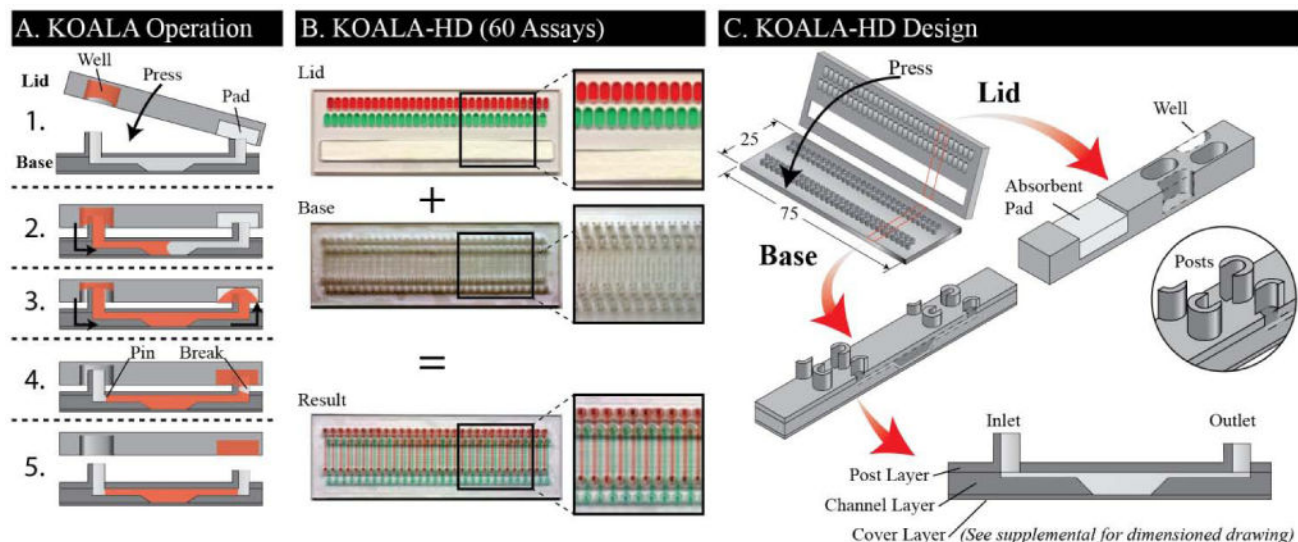 A. KOALA Operation
Lid
Well
Press
Pad
1.
Base
2.
3.
Pin
Break
4.
5.
B. KOALA-HD (60 Assays)
Lid
+
Base
=
Result
C. KOALA-HD Design
Press
Lid
Well
25
75
Absorbent
Pad
Base
Posts
Inlet
Outlet
Post Layer
Channel Layer
Cover Layer (See supplemental for dimensioned drawing)